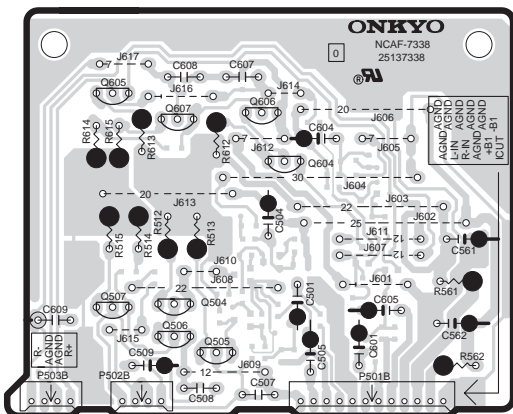 ONKYO
NCAF-7338
0
25137338
J617
7
Q605
C608
C607
J616
Q607
Q606
J614
20
J606
R614
R615
R613
R612
7
J612
C604
7
J605
Q604
30
J604
20
J613
C504
22
J603
25
J602
R515
R514
R512
R513
J611
12
J607
12
C561
J610
J608
22
C501
J601
R561
Q507
Q504
C605
C609
J615
Q506
C509
Q505
C505
C601
C562
R562
12
J609
C508
C507
AGND
AGND
L-IN
AGND
R-IN
AGND
AGND
AGND
+B1
-B1
ICUT
R-
AGND
AGND
R+
P503B
P502B
P501B